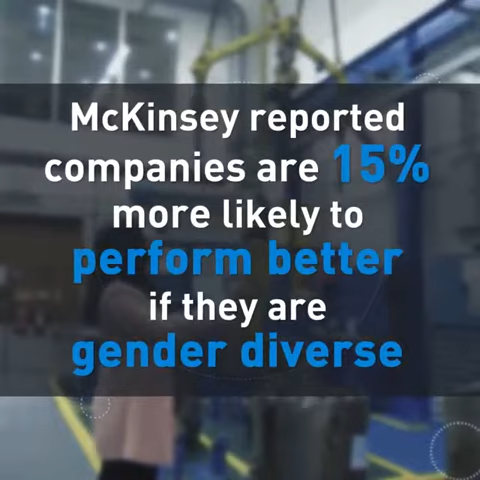 McKinsey reported
companies are 15%
more likely to
perform better
if they are
gender diverse